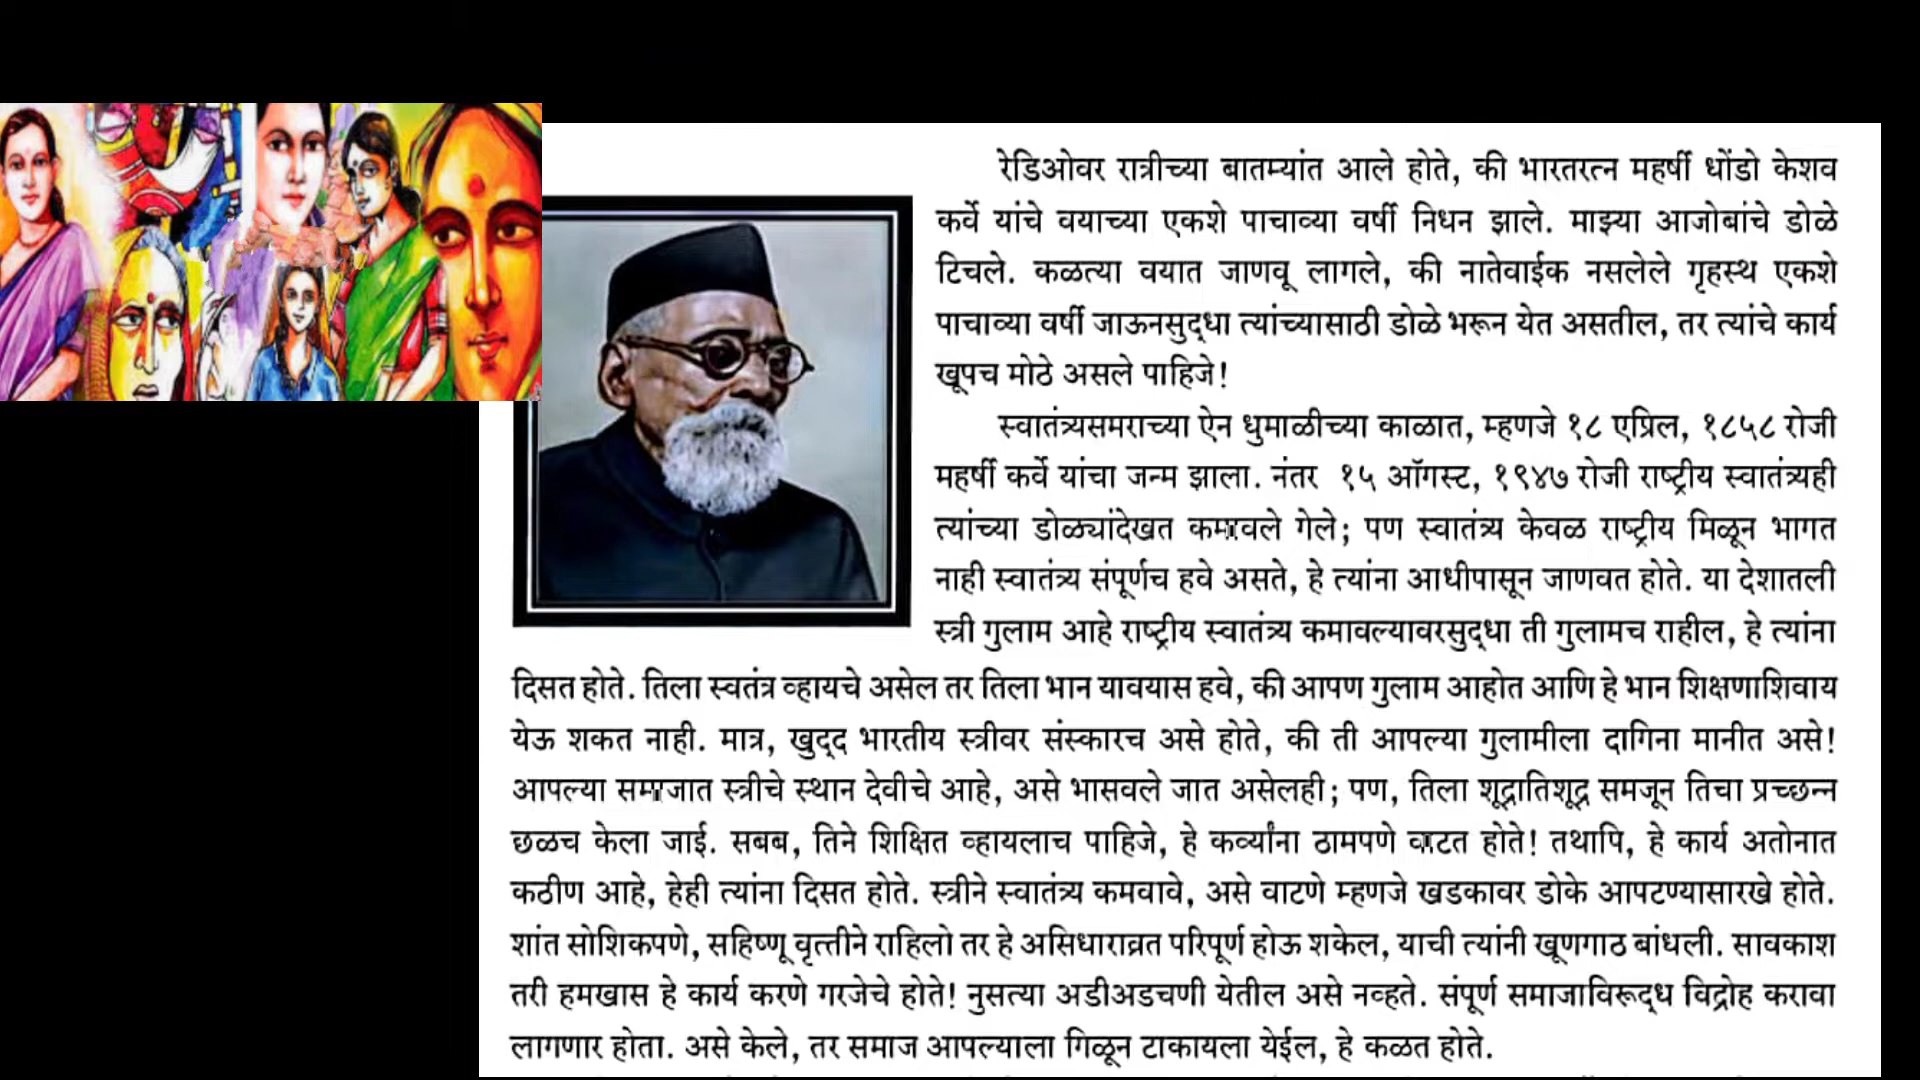 रेडिओवर रात्रीच्या बातम्यांत आले होते, की भारतरत्न महर्षी धोंडो केशव
कर्वे यांचे वयाच्या एकशे पाचाव्या वर्षी निधन झाले. माझ्या आजोबांचे डोळे
टिचले. कळत्या वयात जाणवू लागले, की नातेवाईक नसलेले गृहस्थ एकशे
पाचाव्या वर्षी जाऊनसुद्धा त्यांच्यासाठी डोळे भरून येत असतील, तर त्यांचे कार्य
खूपच मोठे असले पाहिजे!
स्वातंत्र्यसमराच्या ऐन धुमाळीच्या काळात, म्हणजे १८ एप्रिल, १८५८ रोजी
महर्षी कर्वे यांचा जन्म झाला. नंतर १५ ऑगस्ट, १९४७ रोजी राष्ट्रीय स्वातंत्र्यही
त्यांच्या डोळ्यांदेखत कमावले गेले; पण स्वातंत्र्य केवळ राष्ट्रीय मिळून भागत
नाही स्वातंत्र्य संपूर्णच हवे असते, हे त्यांना आधीपासून जाणवत होते. या देशातली
स्त्री गुलाम आहे राष्ट्रीय स्वातंत्र्य कमावल्यावरसुद्धा ती गुलामच राहील, हे त्यांना
दिसत होते. तिला स्वतंत्र व्हायचे असेल तर तिला भान यावयास हवे, की आपण गुलाम आहोत आणि हे भान शिक्षणाशिवाय
येऊ शकत नाही. मात्र, खुद्द भारतीय स्त्रीवर संस्कारच असे होते, की ती आपल्या गुलामीला दागिना मानीत असे!
आपल्या समाजात स्त्रीचे स्थान देवीचे आहे, असे भासवले जात असेलही; पण, तिला शूद्रातिशूद्र समजून तिचा प्रच्छन्न
छळच केला जाई. सबब, तिने शिक्षित व्हायलाच पाहिजे, हे कर्व्यांना ठामपणे वाटत होते! तथापि, हे कार्य अतोनात
कठीण आहे, हेही त्यांना दिसत होते. स्त्रीने स्वातंत्र्य कमवावे, असे वाटणे म्हणजे खडकावर डोके आपटण्यासारखे होते.
शांत सोशिकपणे, सहिष्णू वृत्तीने राहिलो तर हे असिधाराव्रत परिपूर्ण होऊ शकेल, याची त्यांनी खूणगाठ बांधली. सावकाश
तरी हमखास हे कार्य करणे गरजेचे होते! नुसत्या अडीअडचणी येतील असे नव्हते. संपूर्ण समाजाविरूद्ध विद्रोह करावा
लागणार होता. असे केले, तर समाज आपल्याला गिळून टाकायला येईल, हे कळत होते.